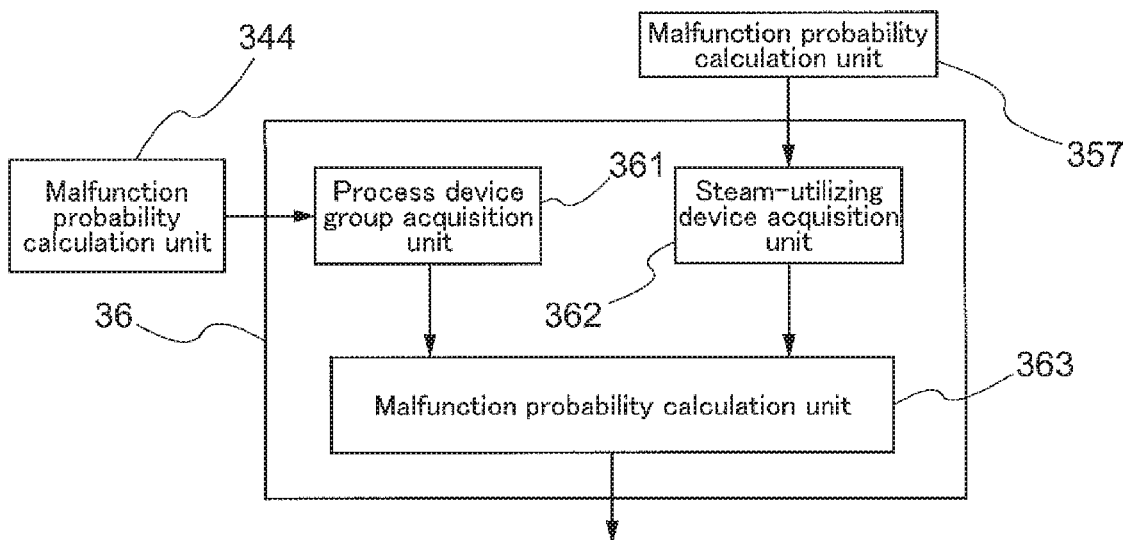 344
Malfunction probability
calculation unit
357
Malfunction
probability
calculation unit
Process device
group acquisition
unit
361
Steam-utilizing
device acquisition
unit
36
362
363
Malfunction probability calculation unit